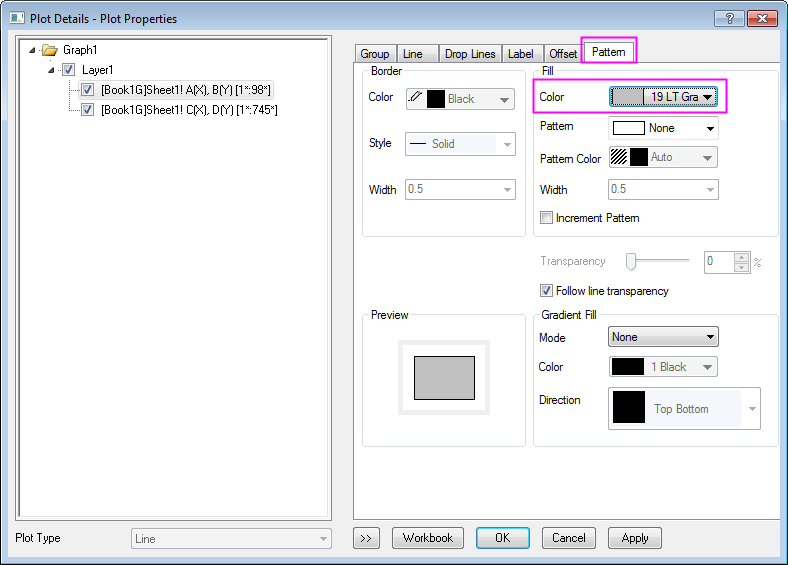 Plot Details - Plot Properties
?
Graph1
Layer1
[Book1G]Sheet1! A(X), B(Y) [1*:98*]
[Book1G]Sheet1! C(X), D(Y) [1*:745*]
Group Line Drop Lines Label Offset Pattern
Border
Color Black
Style Solid
Width 0.5
Fill
Color 19 LT Gra
Pattern None
Pattern Color Auto
Width 0.5
Increment Pattern
Transparency 0 %
Follow line transparency
Preview
Gradient Fill
Mode None
Color 1 Black
Direction Top Bottom
Plot Type Line
>> Workbook OK Cancel Apply